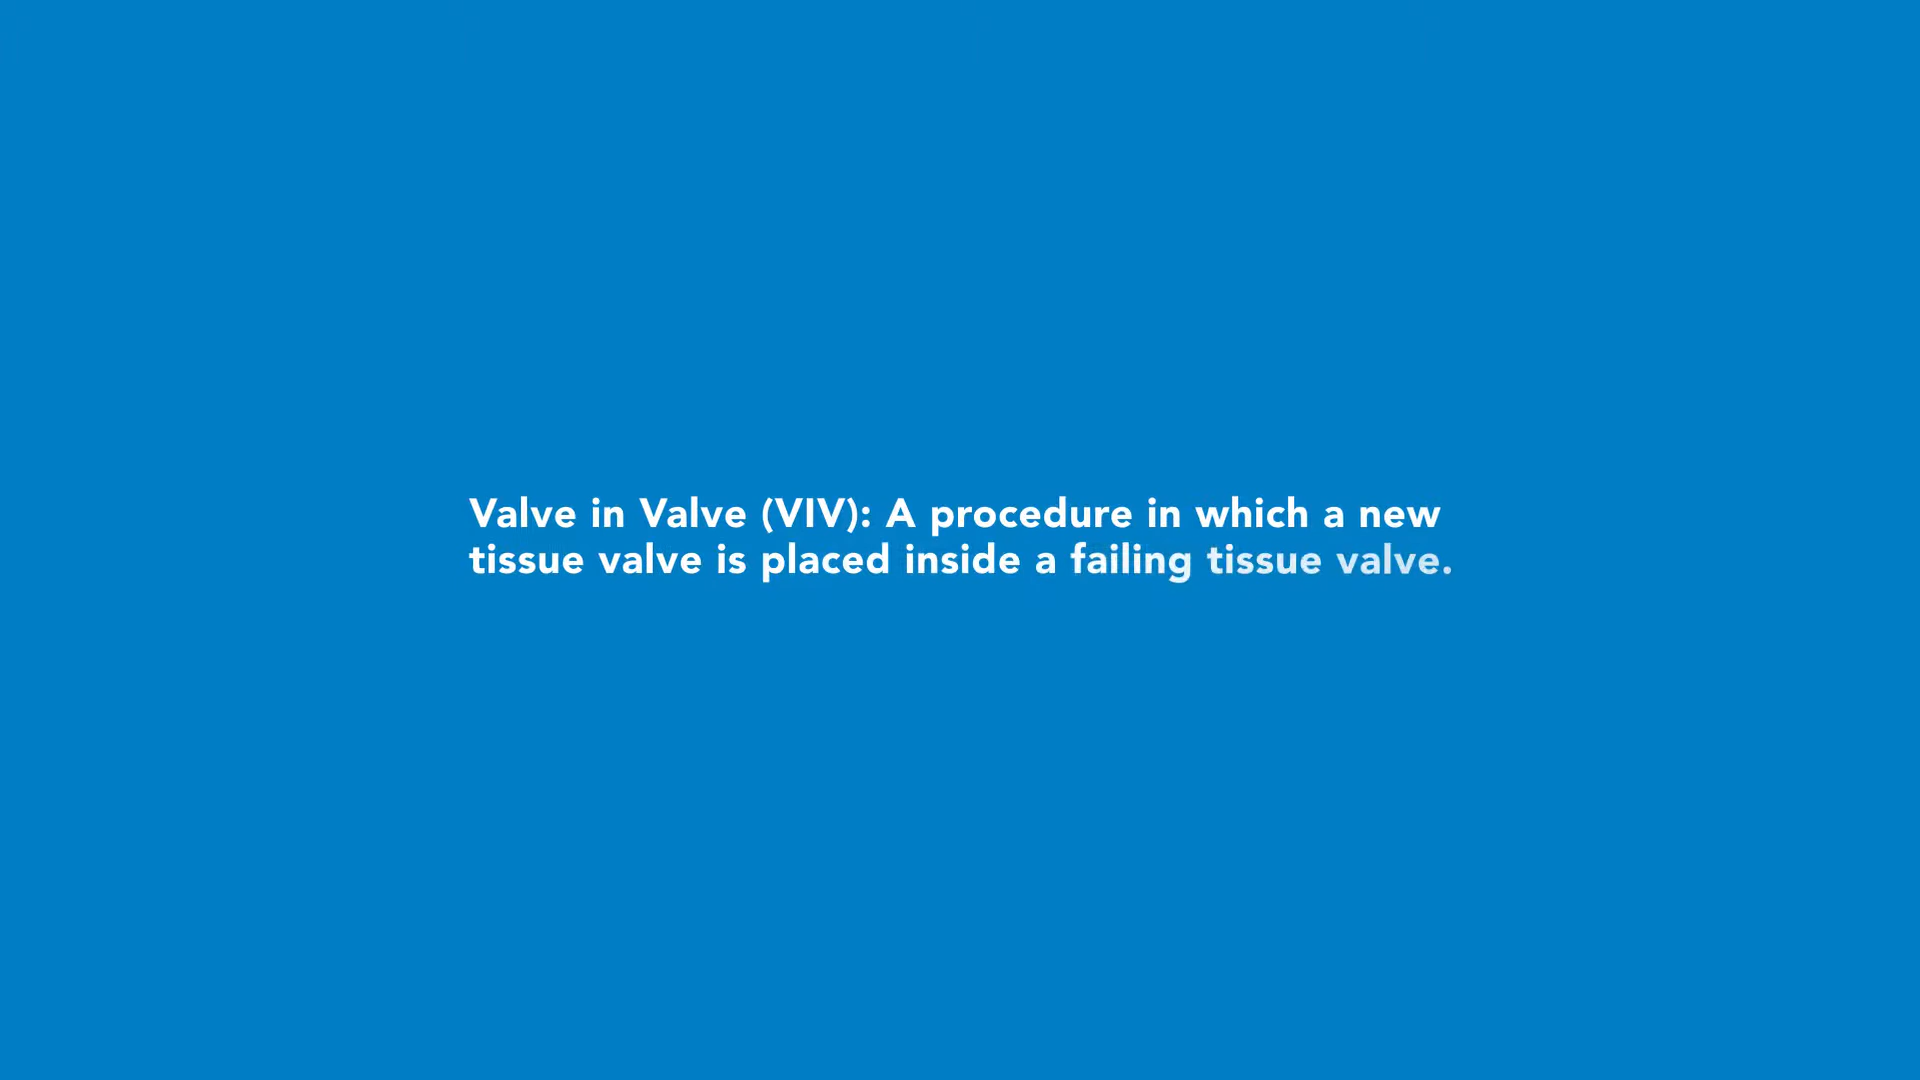 Valve in Valve (VIV): A procedure in which a new
tissue valve is placed inside a failing tissue valve.